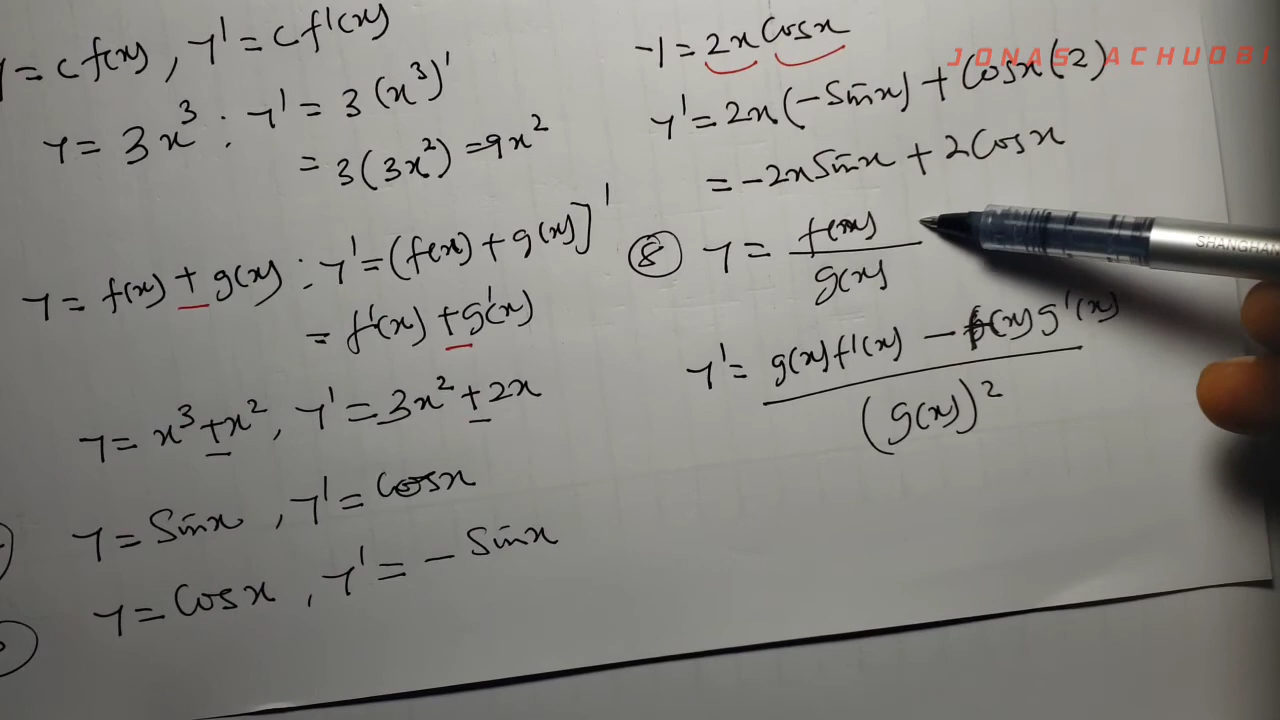 y = cf(x), y' = cf'(x)
y = 3x³ : y' = 3(x³)'
= 3(3x²) = 9x²
y = f(x) + g(x) : y' = (f(x) + g(x)]'
= f'(x) + g'(x)
y = x³ + x², y' = 3x² + 2x
y = Sinx, y' = Cosx
y = Cosx, y' = - Sinx
y = 2x Cosx
JONAS ACHUOBI
y' = 2x(-Sinx) + Cosx(2)
= -2xSinx + 2Cosx
⑧ y = f(x)/g(x)
SHANGHAN
y' = g(x)f'(x) - f(x)g'(x)/(g(x))²